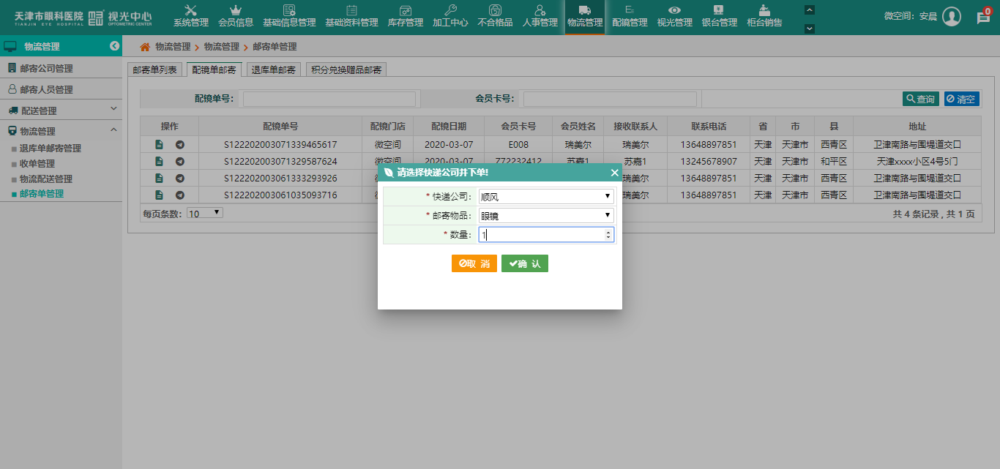 天津市眼科医院 视光中心
TIANJIN EYE HOSPITAL OPTOMETRIC CENTER
系统管理 会员信息 基础信息管理 基础资料管理 库存管理 加工中心 不合格品 人事管理 物流管理 配镜管理 视光管理 银台管理 柜台销售
微空间：安晨 0
物流管理
物流管理 > 物流管理 > 邮寄单管理
邮寄公司管理
邮寄人员管理
配送管理
物流管理
退库单邮寄管理
收单管理
物流配送管理
邮寄单管理
邮寄单列表 配镜单邮寄 退库单邮寄 积分兑换赠品邮寄
配镜单号： 会员卡号： 查询 清空
操作 配镜单号 配镜门店 配镜日期 会员卡号 会员姓名 接收联系人 联系电话 省 市 县 地址
S122202003071339465617 微空间 2020-03-07 E008 瑞美尔 瑞美尔 13648897851 天津 天津市 西青区 卫津南路与围堤道交口
S122202003071329587624 微空间 2020-03-07 Z72232412 苏嘉1 苏嘉1 13245678907 天津 天津市 和平区 天津xxxx小区4号5门
S122202003061333293926 瑞美尔 13648897851 天津 天津市 西青区 卫津南路与围堤道交口
S122202003061035093716 瑞美尔 13648897851 天津 天津市 西青区 卫津南路与围堤道交口
每页条数： 10 共 4 条记录 , 共 1 页
请选择快递公司并下单!
* 快递公司： 顺风
* 邮寄物品： 眼镜
* 数量： 1
取 消 确 认